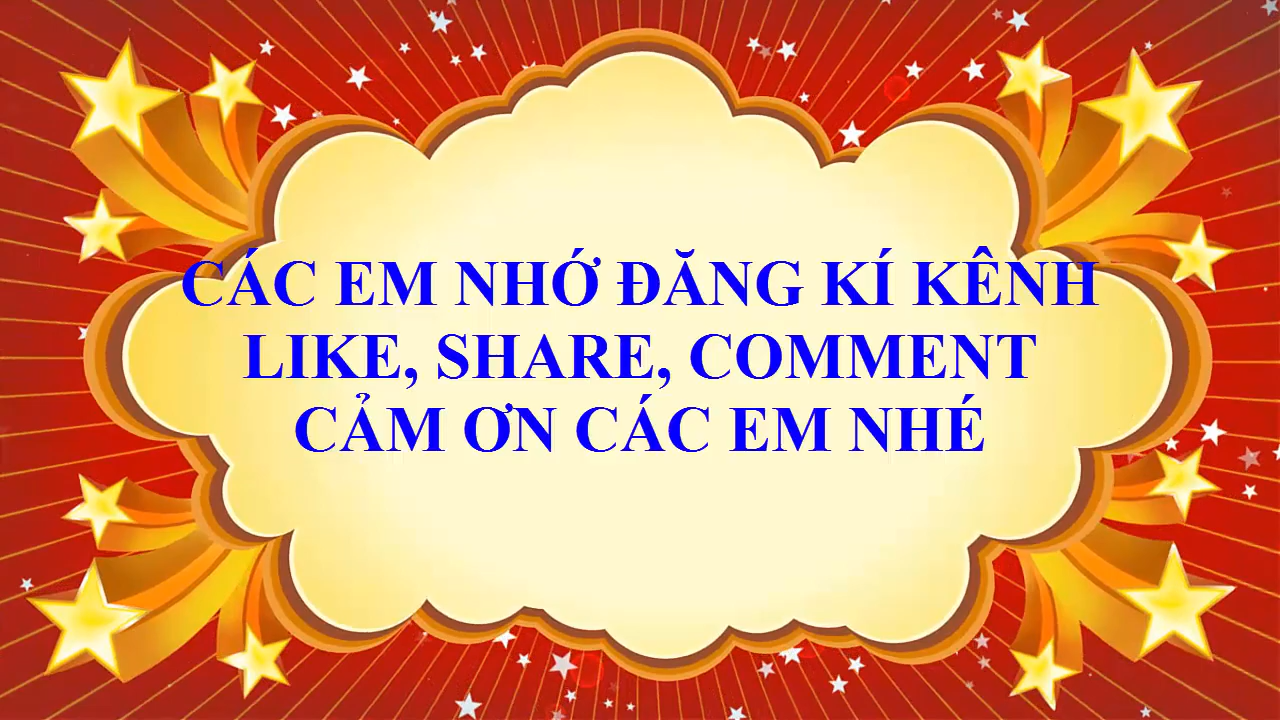 CÁC EM NHỚ ĐĂNG KÍ KÊNH
LIKE, SHARE, COMMENT
CẢM ƠN CÁC EM NHÉ